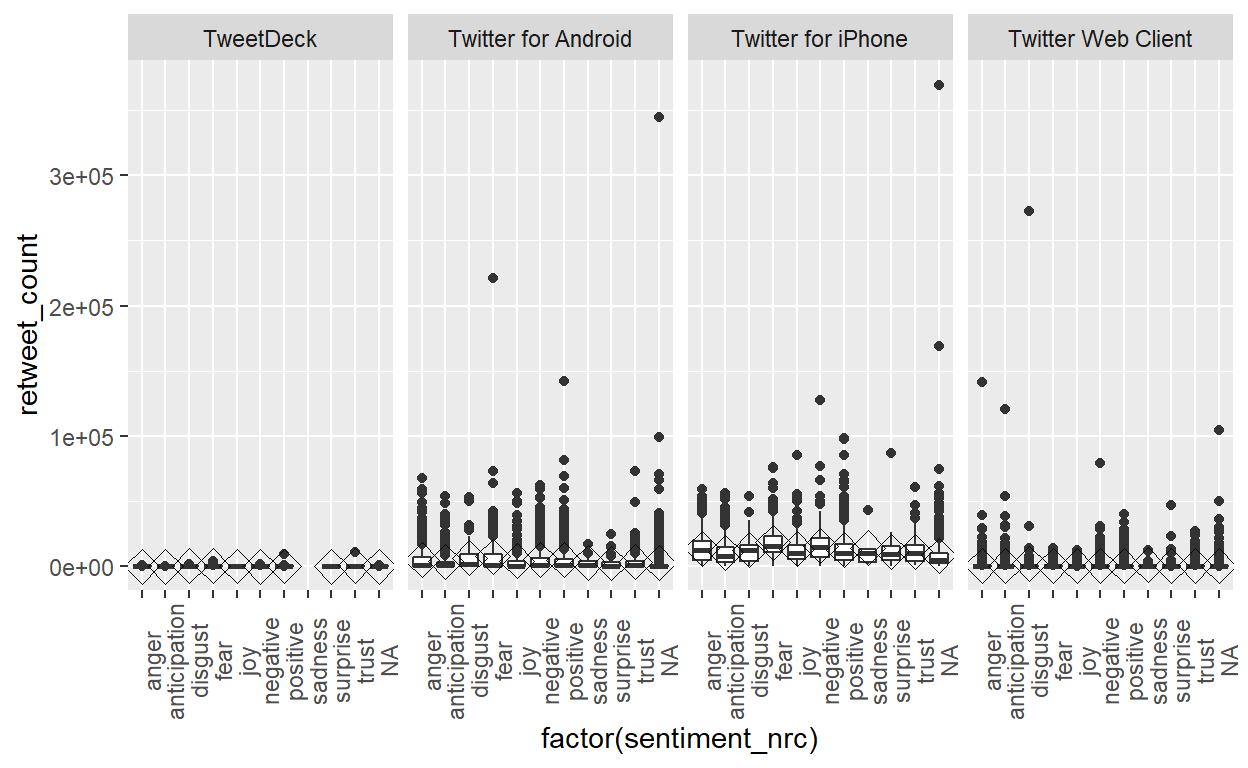 TweetDeck Twitter for Android Twitter for iPhone Twitter Web Client
retweet_count
3e+05
2e+05
1e+05
0e+00
anger anticipation disgust fear joy negative positive sadness surprise trust NA
anger anticipation disgust fear joy negative positive sadness surprise trust NA
anger anticipation disgust fear joy negative positive sadness surprise trust NA
anger anticipation disgust fear joy negative positive sadness surprise trust NA
factor(sentiment_nrc)